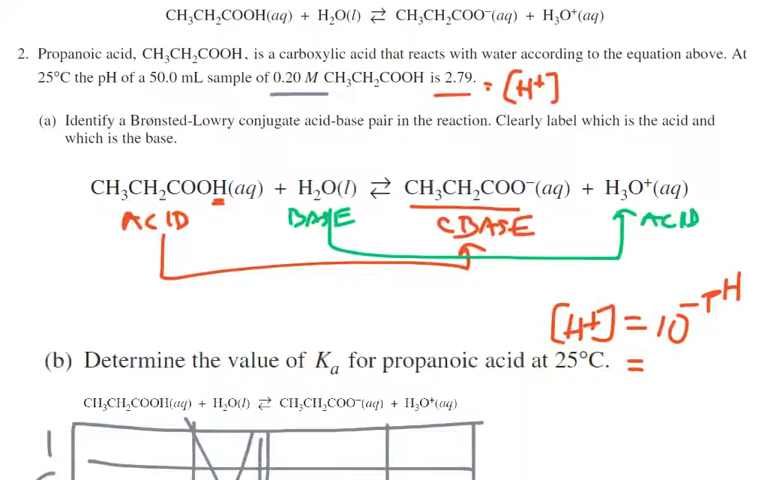 CH₃CH₂COOH(aq) + H₂O(l) ⇄ CH₃CH₂COO⁻(aq) + H₃O⁺(aq)
2. Propanoic acid, CH₃CH₂COOH, is a carboxylic acid that reacts with water according to the equation above. At
25°C the pH of a 50.0 mL sample of 0.20 M CH₃CH₂COOH is 2.79. = [H+]
(a) Identify a Brønsted-Lowry conjugate acid-base pair in the reaction. Clearly label which is the acid and
which is the base.
CH₃CH₂COOH(aq) + H₂O(l) ⇄ CH₃CH₂COO⁻(aq) + H₃O⁺(aq)
ACID BASE CBASE ACID
[H+] = 10⁻ᵖᴴ
(b) Determine the value of Kₐ for propanoic acid at 25°C. =
CH₃CH₂COOH(aq) + H₂O(l) ⇄ CH₃CH₂COO⁻(aq) + H₃O⁺(aq)
I